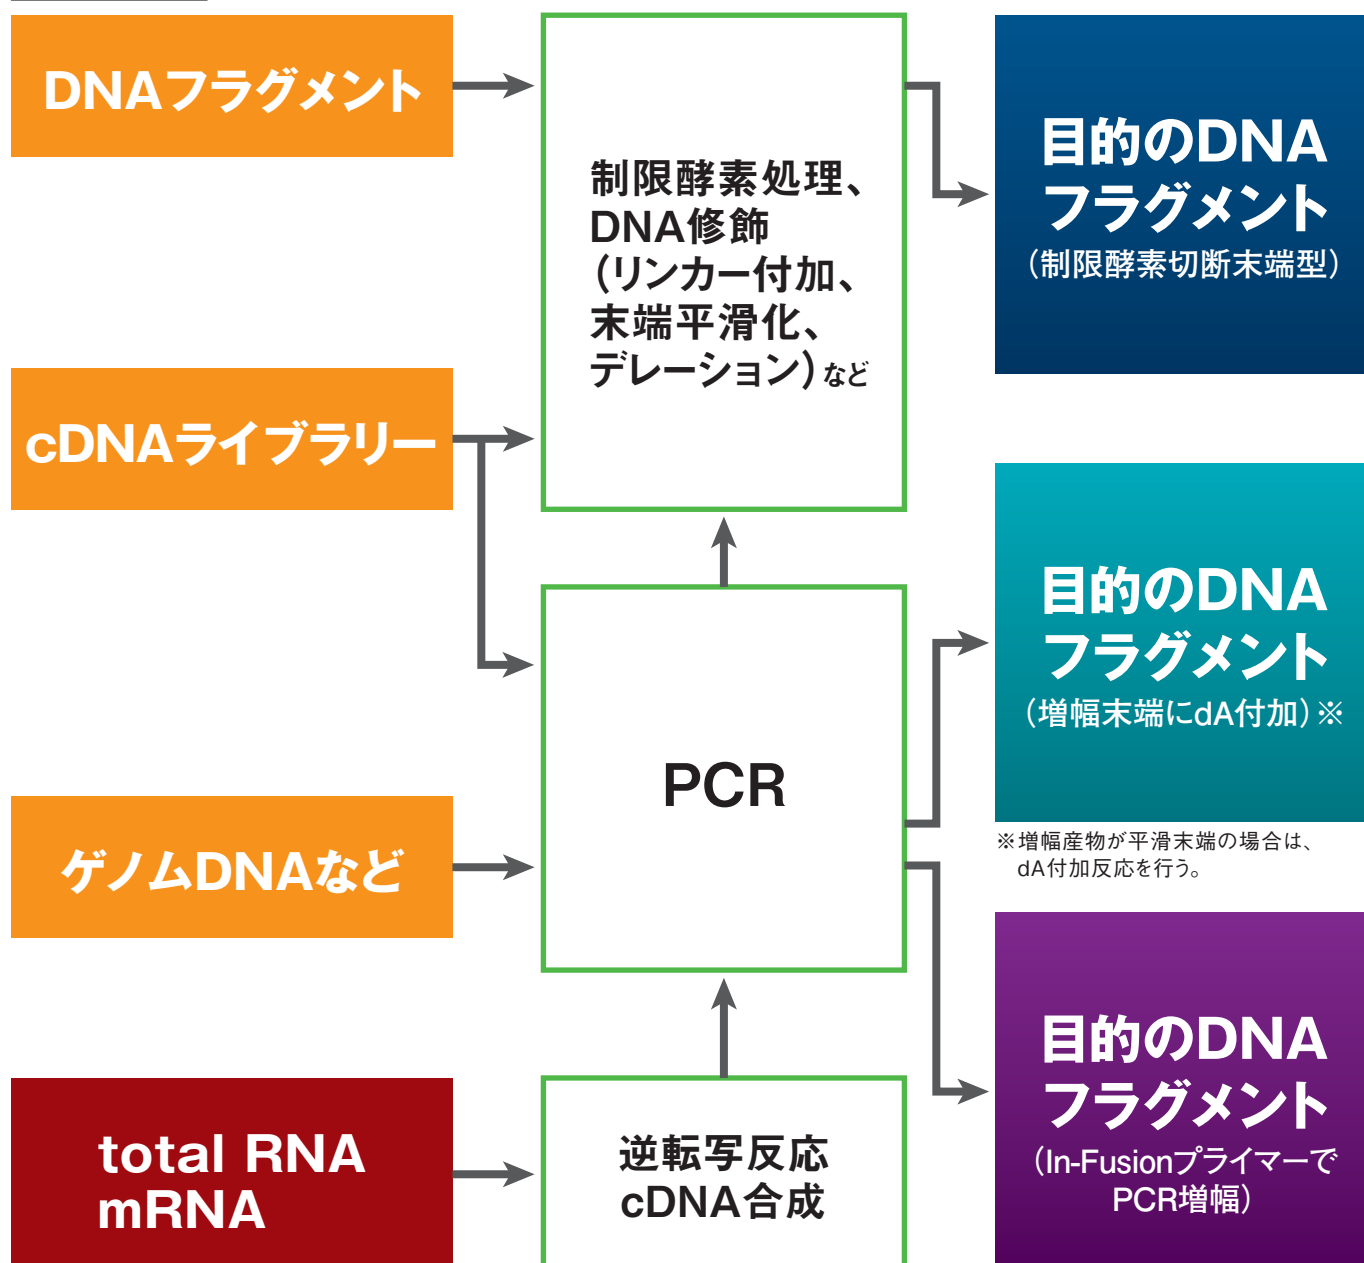 DNAフラグメント
cDNAライブラリー
ゲノムDNAなど
total RNA
mRNA
制限酵素処理、
DNA修飾
（リンカー付加、
末端平滑化、
デレーション）など
PCR
逆転写反応
cDNA合成
目的のDNA
フラグメント
（制限酵素切断末端型）
目的のDNA
フラグメント
（増幅末端にdA付加）※
※増幅産物が平滑末端の場合は、
dA付加反応を行う。
目的のDNA
フラグメント
（In-Fusionプライマーで
PCR増幅）